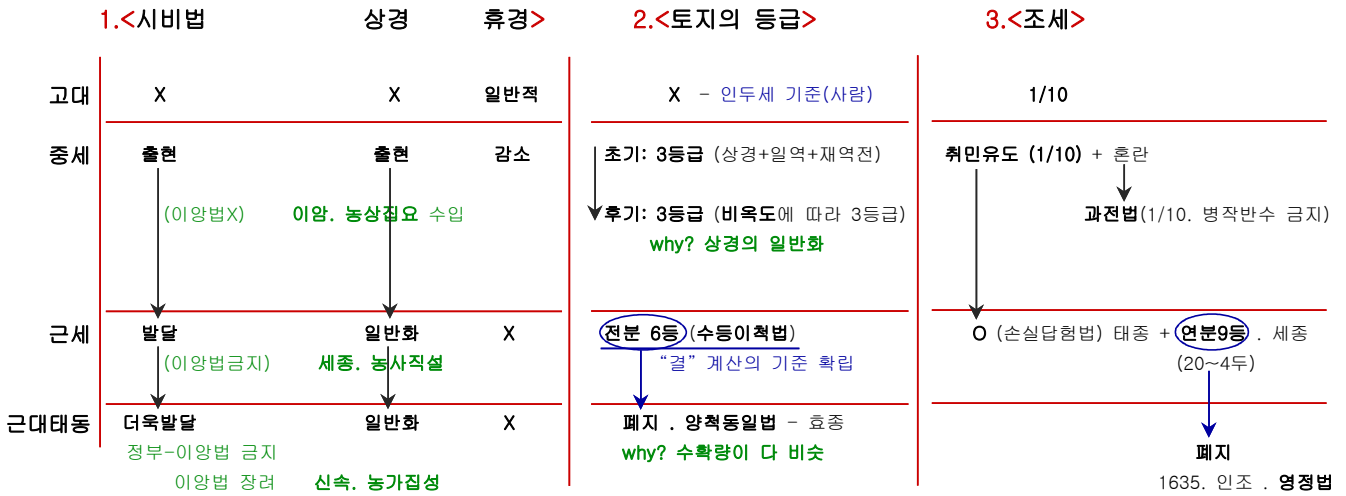 1.<시비법 상경 휴경> 2.<토지의 등급> 3.<조세>
고대 X X 일반적 X - 인두세 기준(사람) 1/10
중세 출현 출현 감소 초기: 3등급 (상경+일역+재역전) 취민유도 (1/10) + 혼란
(이앙법X) 이암. 농상집요 수입 후기: 3등급 (비옥도에 따라 3등급) 과전법(1/10. 병작반수 금지)
why? 상경의 일반화
근세 발달 일반화 X 전분 6등 (수등이척법) O (손실답험법) 태종 + 연분9등 . 세종
(이앙법금지) 세종. 농사직설 “결” 계산의 기준 확립 (20~4두)
근대태동 더욱발달 일반화 X 폐지 . 양척동일법 - 효종
정부-이앙법 금지 why? 수확량이 다 비슷 폐지
이앙법 장려 신속. 농가집성 1635. 인조 . 영정법